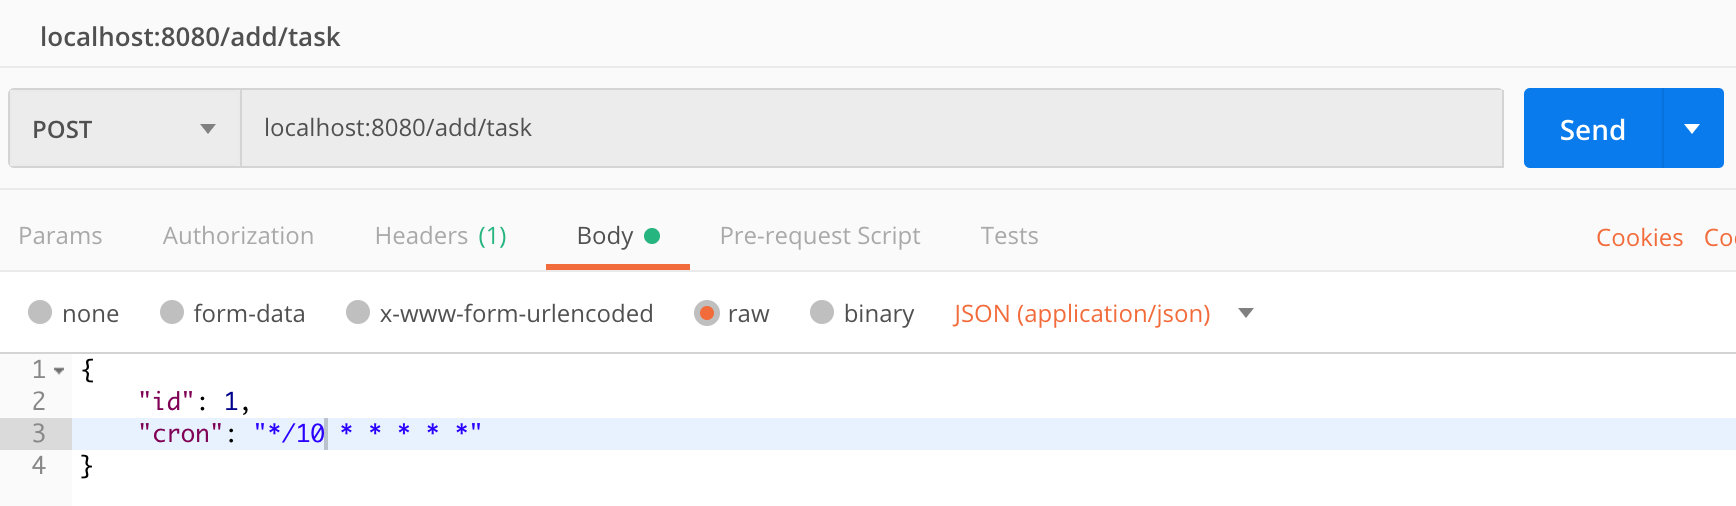 localhost:8080/add/task
POST localhost:8080/add/task Send
Params Authorization Headers (1) Body Pre-request Script Tests Cookies
none form-data x-www-form-urlencoded raw binary JSON (application/json)
1 {
2 "id": 1,
3 "cron": "*/10 * * * * *"
4 }